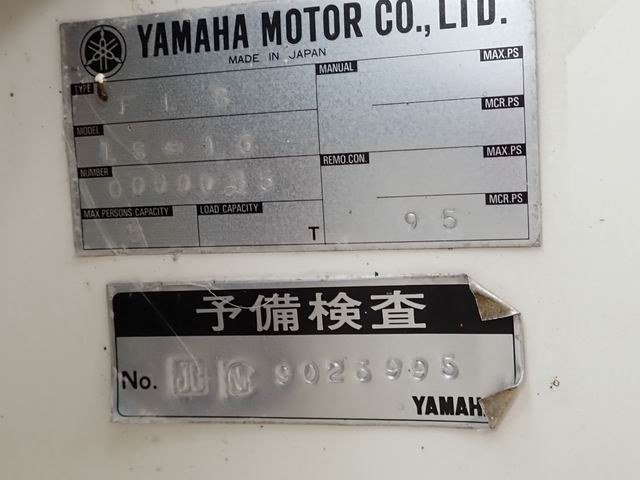 YAMAHA MOTOR CO., LTD.
MADE IN JAPAN
TYPE
MODEL
NUMBER
MAX.PERSONS CAPACITY
LOAD CAPACITY
T
MANUAL
MAX.PS
MCR.PS
REMO.CON.
MAX.PS
MCR.PS
95
予備検査
No. 9023995
YAMAH